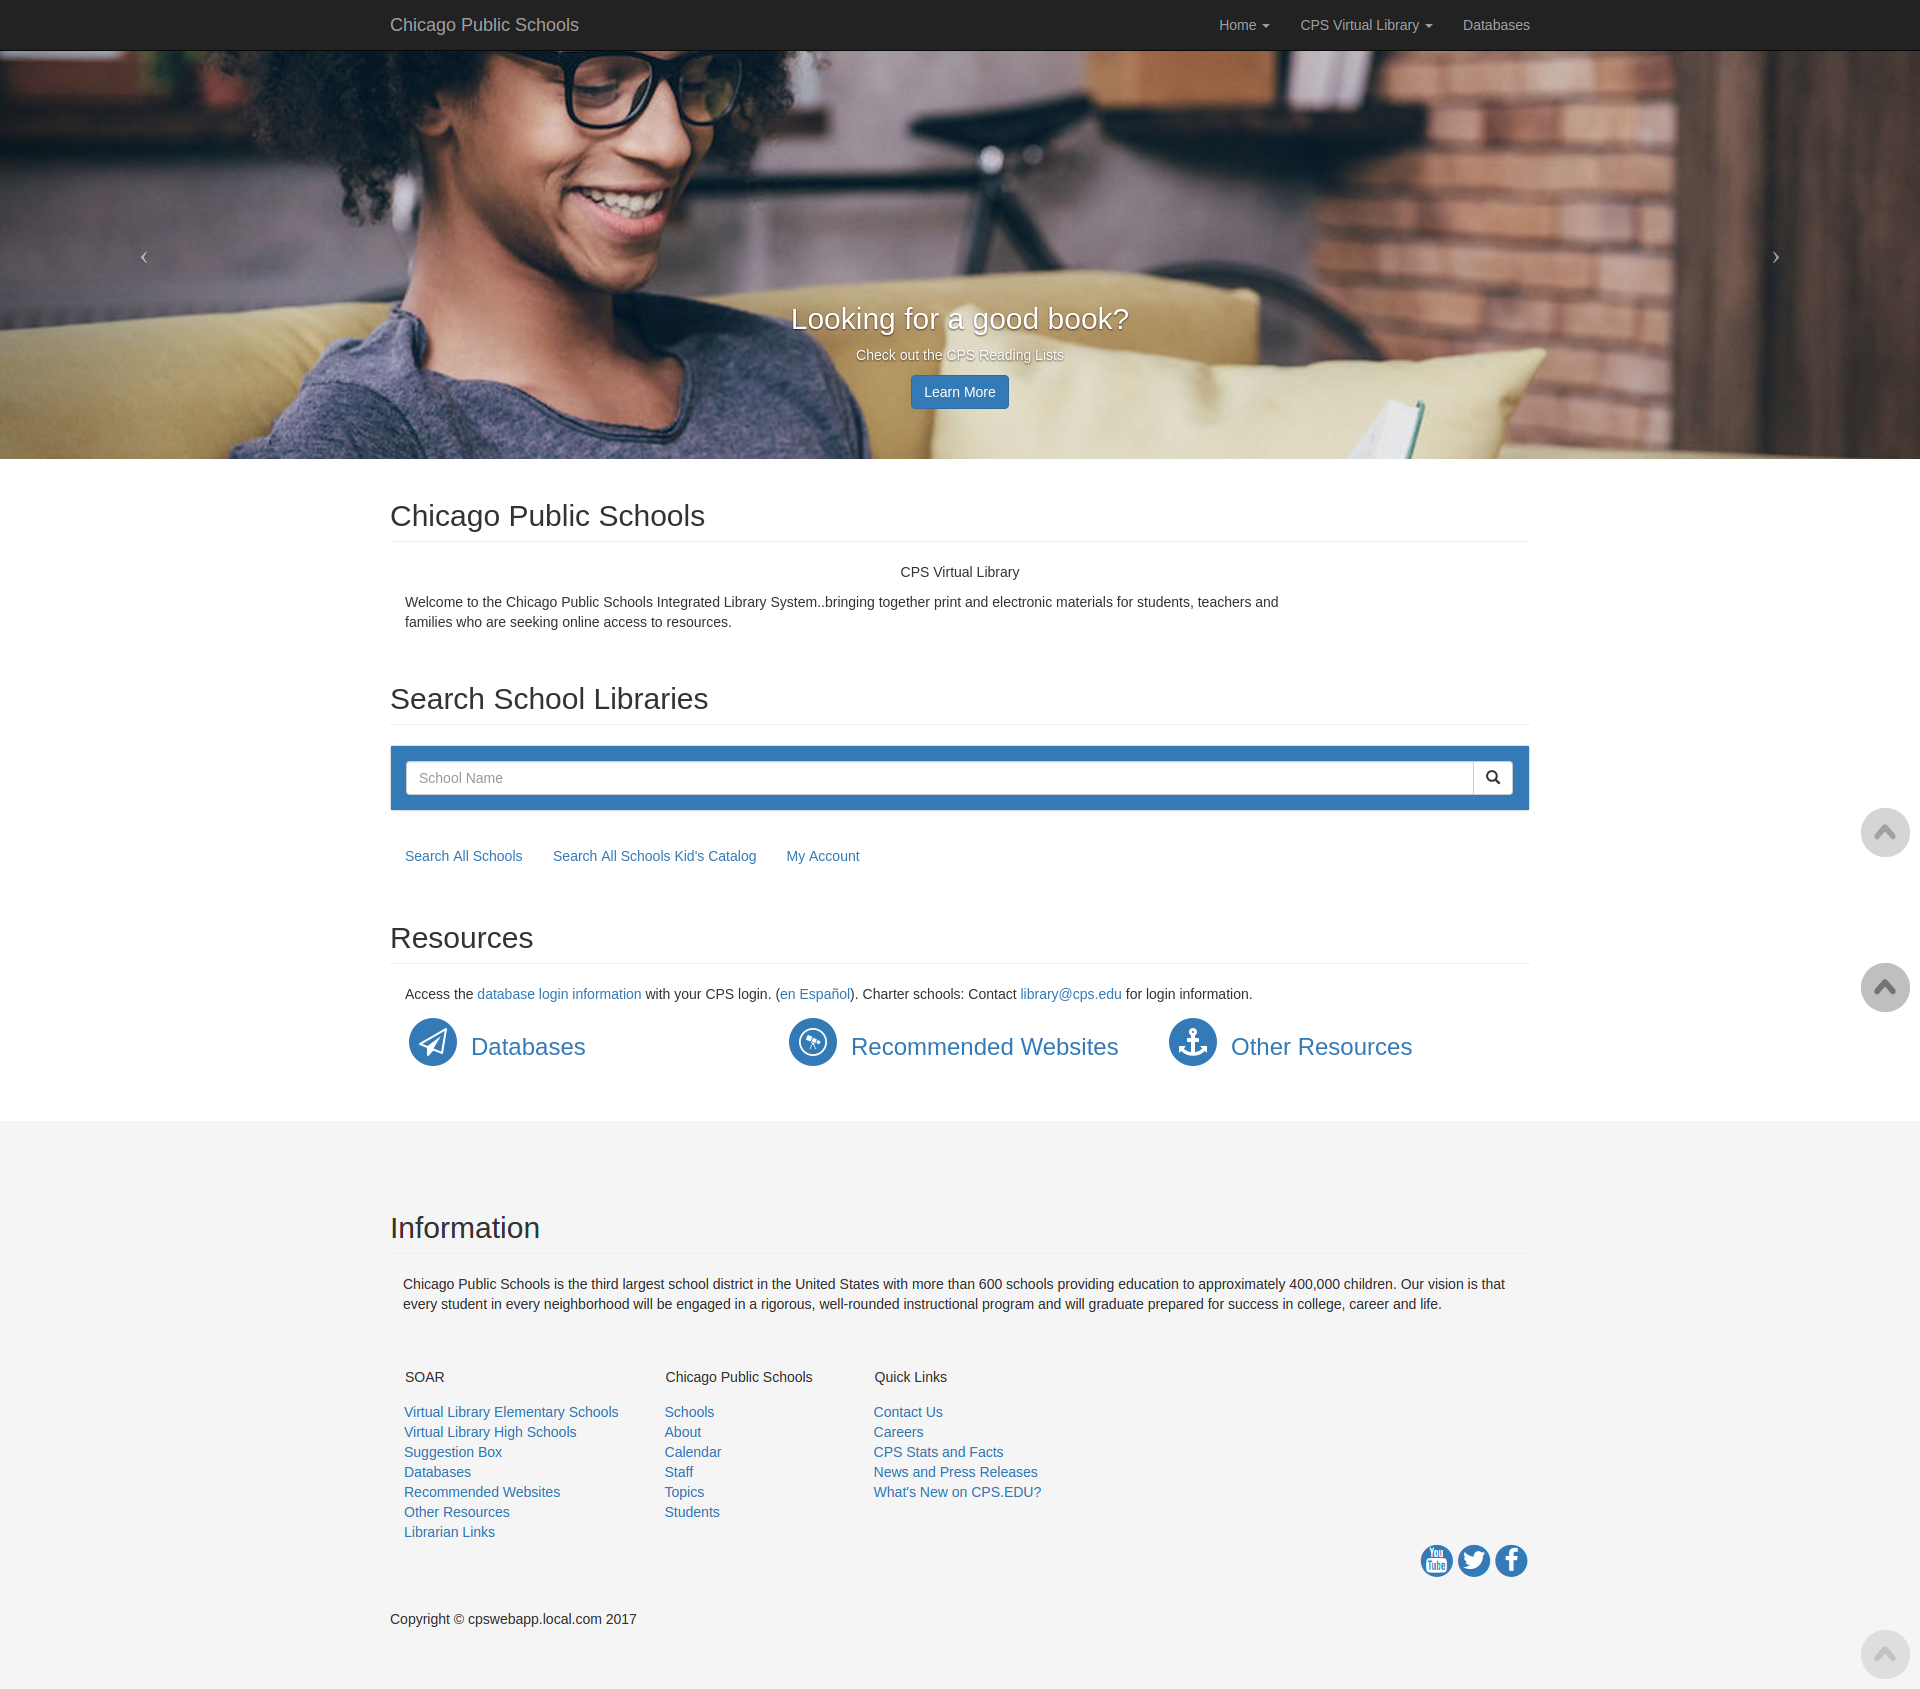 Chicago Public Schools
Home
CPS Virtual Library
Databases
Looking for a good book?
Check out the CPS Reading Lists
Learn More
Chicago Public Schools
CPS Virtual Library
Welcome to the Chicago Public Schools Integrated Library System..bringing together print and electronic materials for students, teachers and
families who are seeking online access to resources.
Search School Libraries
School Name
Search All Schools
Search All Schools Kid's Catalog
My Account
Resources
Access the database login information with your CPS login. (en Español). Charter schools: Contact library@cps.edu for login information.
Databases
Recommended Websites
Other Resources
Information
Chicago Public Schools is the third largest school district in the United States with more than 600 schools providing education to approximately 400,000 children. Our vision is that
every student in every neighborhood will be engaged in a rigorous, well-rounded instructional program and will graduate prepared for success in college, career and life.
SOAR
Virtual Library Elementary Schools
Virtual Library High Schools
Suggestion Box
Databases
Recommended Websites
Other Resources
Librarian Links
Chicago Public Schools
Schools
About
Calendar
Staff
Topics
Students
Quick Links
Contact Us
Careers
CPS Stats and Facts
News and Press Releases
What's New on CPS.EDU?
You
Tube
Copyright © cpswebapp.local.com 2017